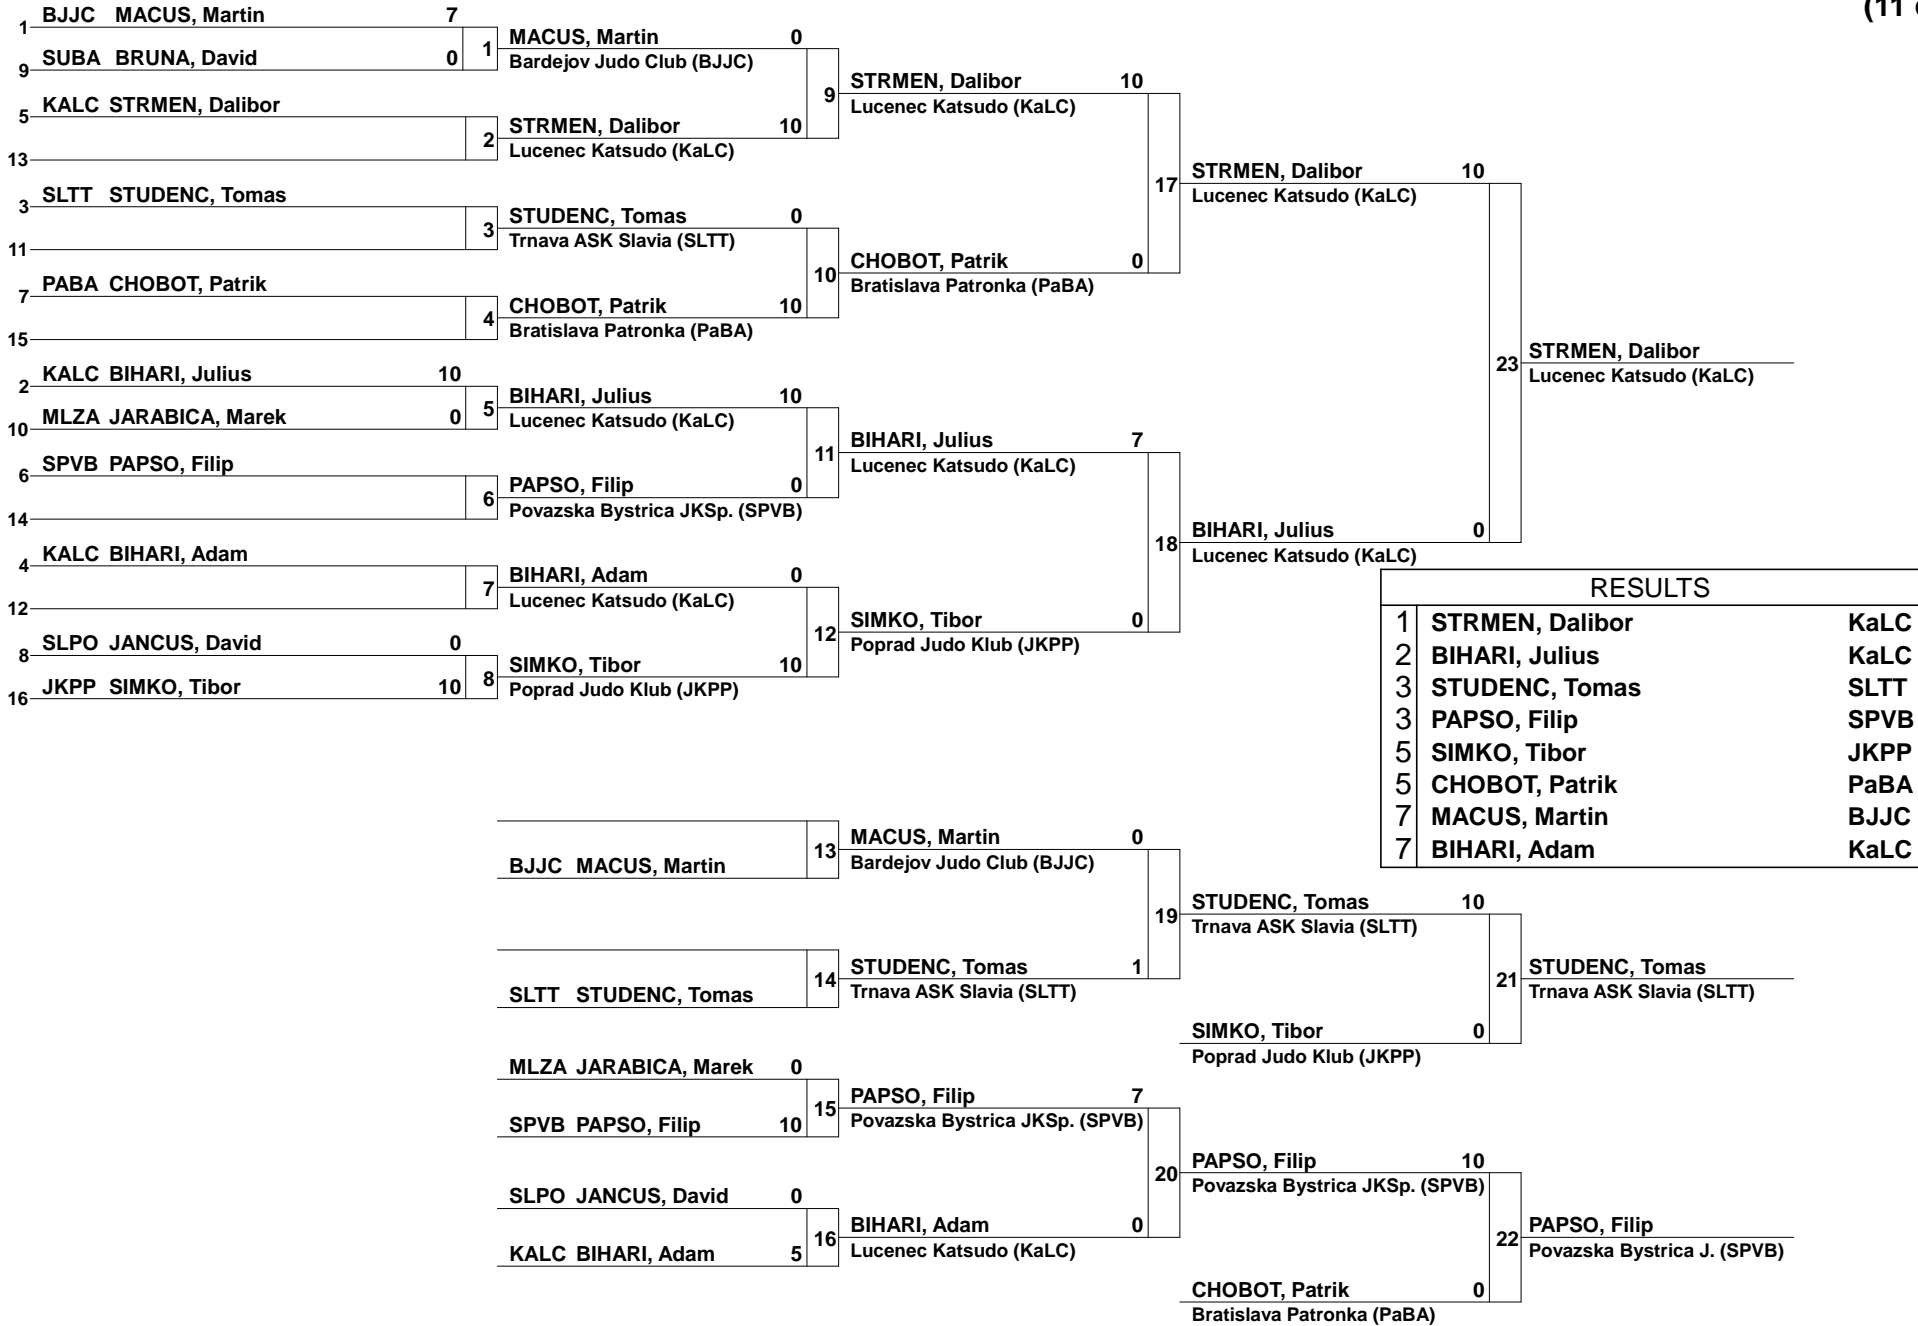 (11 c
1 BJJC MACUS, Martin 7
9 SUBA BRUNA, David 0
1 MACUS, Martin 0
Bardejov Judo Club (BJJC)
5 KALC STRMEN, Dalibor
13
2 STRMEN, Dalibor 10
Lucenec Katsudo (KaLC)
9 STRMEN, Dalibor 10
Lucenec Katsudo (KaLC)
3 SLTT STUDENC, Tomas
11
3 STUDENC, Tomas 0
Trnava ASK Slavia (SLTT)
7 PABA CHOBOT, Patrik
15
4 CHOBOT, Patrik 10
Bratislava Patronka (PaBA)
10 CHOBOT, Patrik 0
Bratislava Patronka (PaBA)
17 STRMEN, Dalibor 10
Lucenec Katsudo (KaLC)
2 KALC BIHARI, Julius 10
10 MLZA JARABICA, Marek 0
5 BIHARI, Julius 10
Lucenec Katsudo (KaLC)
6 SPVB PAPSO, Filip
14
6 PAPSO, Filip 0
Povazska Bystrica JKSp. (SPVB)
11 BIHARI, Julius 7
Lucenec Katsudo (KaLC)
4 KALC BIHARI, Adam
12
7 BIHARI, Adam 0
Lucenec Katsudo (KaLC)
8 SLPO JANCUS, David 0
16 JKPP SIMKO, Tibor 10
8 SIMKO, Tibor 10
Poprad Judo Klub (JKPP)
12 SIMKO, Tibor 0
Poprad Judo Klub (JKPP)
18 BIHARI, Julius 0
Lucenec Katsudo (KaLC)
23 STRMEN, Dalibor
Lucenec Katsudo (KaLC)
RESULTS
1 STRMEN, Dalibor KaLC
2 BIHARI, Julius KaLC
3 STUDENC, Tomas SLTT
3 PAPSO, Filip SPVB
5 SIMKO, Tibor JKPP
5 CHOBOT, Patrik PaBA
7 MACUS, Martin BJJC
7 BIHARI, Adam KaLC
BJJC MACUS, Martin
13 MACUS, Martin 0
Bardejov Judo Club (BJJC)
SLTT STUDENC, Tomas
14 STUDENC, Tomas 1
Trnava ASK Slavia (SLTT)
19 STUDENC, Tomas 10
Trnava ASK Slavia (SLTT)
SIMKO, Tibor 0
Poprad Judo Klub (JKPP)
21 STUDENC, Tomas
Trnava ASK Slavia (SLTT)
MLZA JARABICA, Marek 0
SPVB PAPSO, Filip 10
15 PAPSO, Filip 7
Povazska Bystrica JKSp. (SPVB)
SLPO JANCUS, David 0
KALC BIHARI, Adam 5
16 BIHARI, Adam 0
Lucenec Katsudo (KaLC)
20 PAPSO, Filip 10
Povazska Bystrica JKSp. (SPVB)
CHOBOT, Patrik 0
Bratislava Patronka (PaBA)
22 PAPSO, Filip
Povazska Bystrica J. (SPVB)